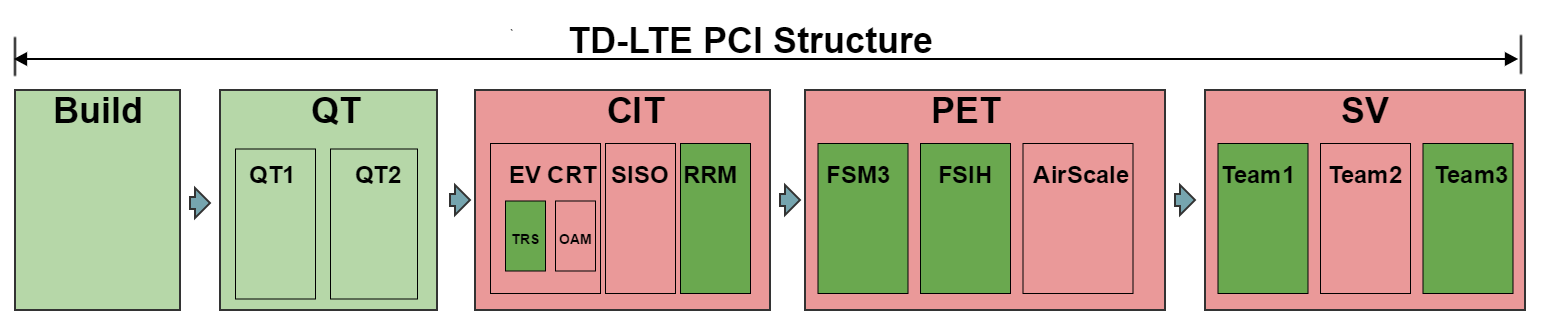 TD-LTE PCI Structure
Build
QT
CIT
PET
SV
QT1
QT2
EV CRT
SISO
RRM
FSM3
FSIH
AirScale
Team1
Team2
Team3
TRS
OAM